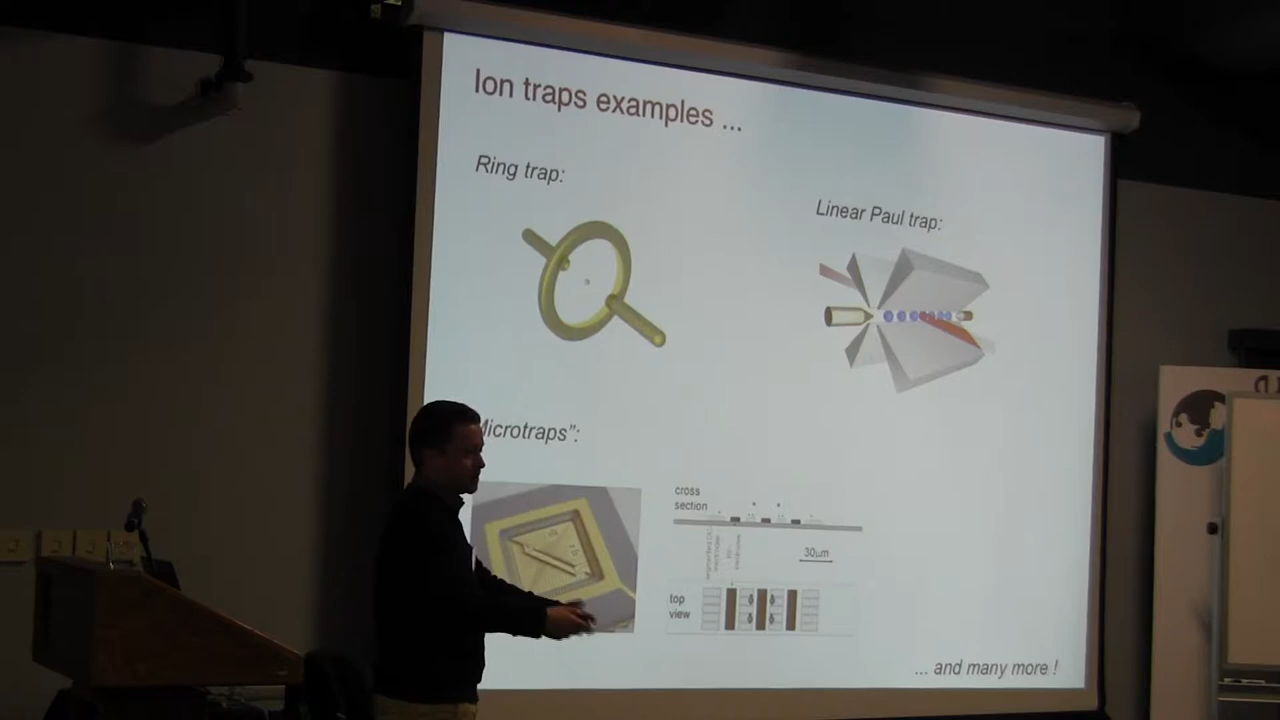 Ion traps examples ...
Ring trap:
Linear Paul trap:
Microtraps”:
cross
section
30µm
top
view
... and many more !